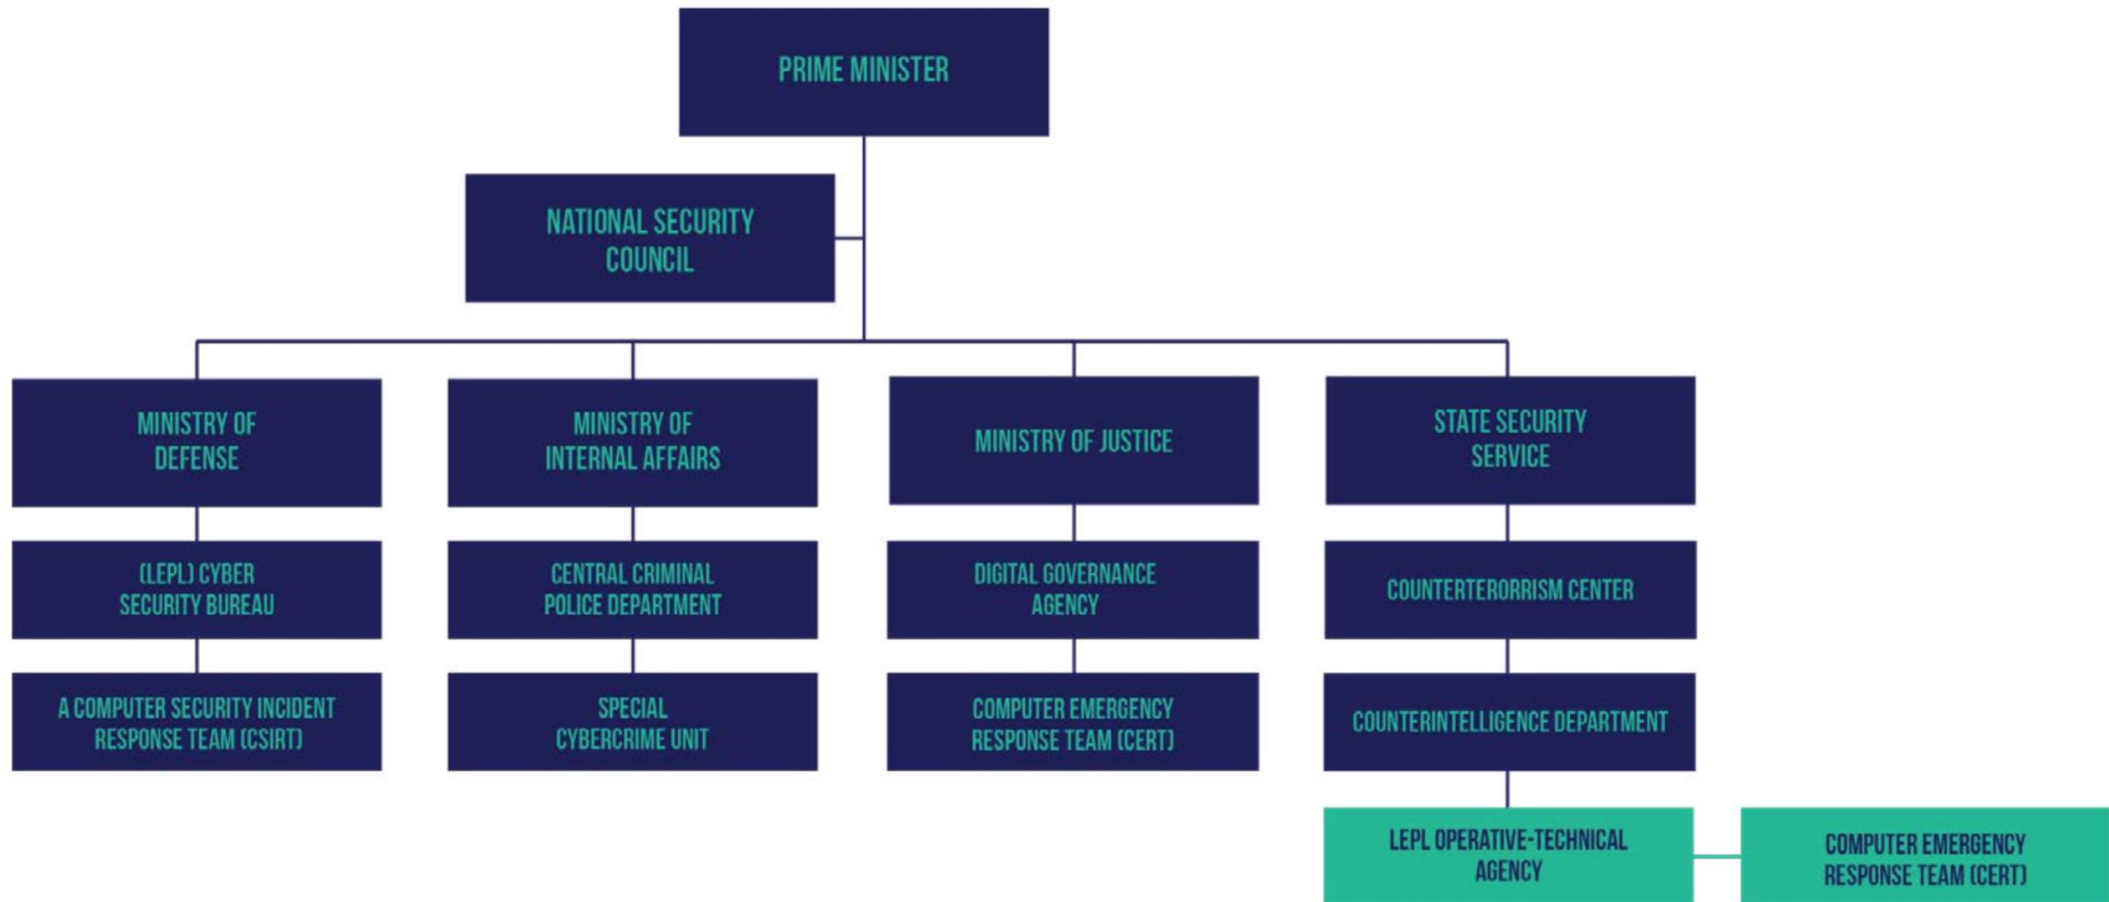 PRIME MINISTER
NATIONAL SECURITY
COUNCIL
MINISTRY OF
DEFENSE
MINISTRY OF
INTERNAL AFFAIRS
MINISTRY OF JUSTICE
STATE SECURITY
SERVICE
(LEPL) CYBER
SECURITY BUREAU
CENTRAL CRIMINAL
POLICE DEPARTMENT
DIGITAL GOVERNANCE
AGENCY
COUNTERTERORRISM CENTER
A COMPUTER SECURITY INCIDENT
RESPONSE TEAM (CSIRT)
SPECIAL
CYBERCRIME UNIT
COMPUTER EMERGENCY
RESPONSE TEAM (CERT)
COUNTERINTELLIGENCE DEPARTMENT
LEPL OPERATIVE-TECHNICAL
AGENCY
COMPUTER EMERGENCY
RESPONSE TEAM (CERT)